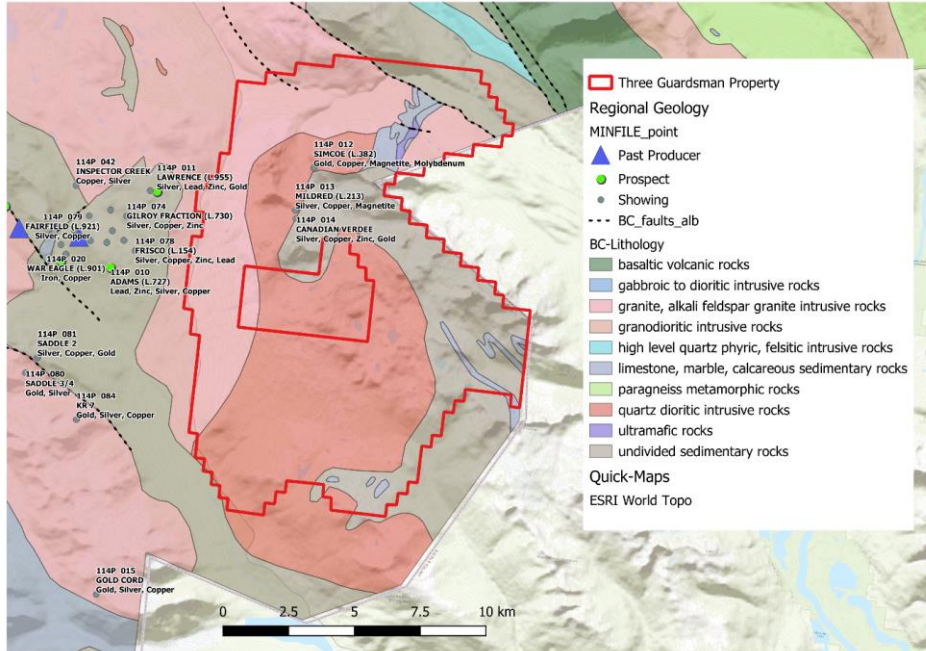 114P 042
INSPECTOR CREEK
Copper, Silver
114P 011
LAWRENCE (L.955)
Silver, Lead, Zinc, Gold
114P 012
SIMCOE (L.382)
Gold, Copper, Magnetite, Molybdenum
114P 013
MILDRED (L.213)
Silver, Copper, Magnetite
114P 014
CANADIAN VERDEE
Silver, Copper, Zinc, Gold
114P 074
GILROY FRACTION (L.730)
Silver, Copper, Zinc
114P 079
FAIRFIELD (L.921)
Silver, Copper
114P 078
FRISCO (L.154)
Silver, Copper, Zinc, Lead
114P 020
WAR EAGLE (L.901)
Iron, Copper
114P 010
ADAMS (L.727)
Lead, Zinc, Silver, Copper
114P 081
SADDLE 2
Silver, Copper, Gold
114P 080
SADDLE 3/4
Gold, Silver
114P 084
KR 7
Gold, Silver, Copper
114P 015
GOLD CORD
Gold, Silver, Copper
0 2.5 5 7.5 10 km
Three Guardsman Property
Regional Geology
MINFILE_point
Past Producer
Prospect
Showing
BC_faults_alb
BC-Lithology
basaltic volcanic rocks
gabbroic to dioritic intrusive rocks
granite, alkali feldspar granite intrusive rocks
granodioritic intrusive rocks
high level quartz phyric, felsitic intrusive rocks
limestone, marble, calcareous sedimentary rocks
paragneiss metamorphic rocks
quartz dioritic intrusive rocks
ultramafic rocks
undivided sedimentary rocks
Quick-Maps
ESRI World Topo